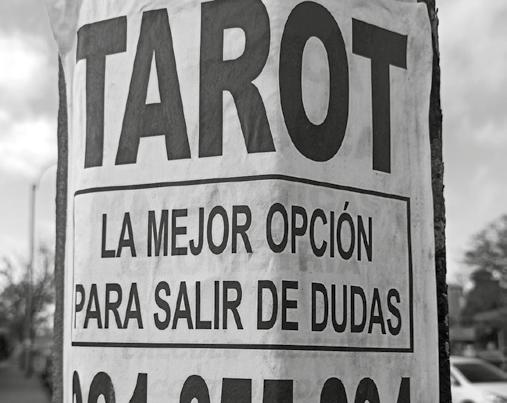 TAROT
LA MEJOR OPCIÓN
PARA SALIR DE DUDAS